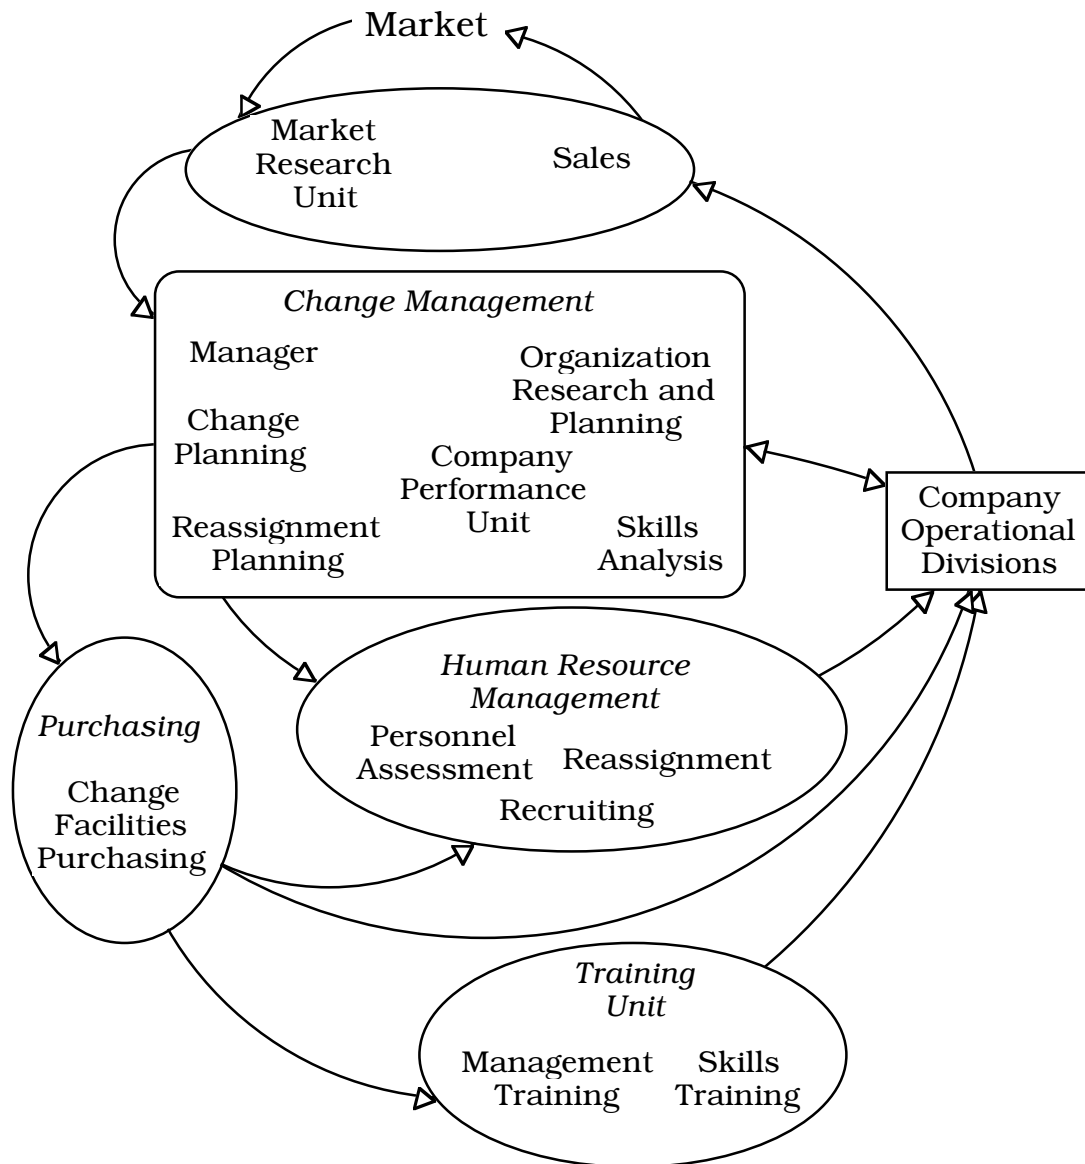 Market
Market
Research
Unit
Sales
Change Management
Manager
Organization
Research and
Planning
Change
Planning
Company
Performance
Unit
Reassignment
Planning
Skills
Analysis
Company
Operational
Divisions
Human Resource
Management
Personnel
Assessment
Reassignment
Recruiting
Purchasing
Change
Facilities
Purchasing
Training
Unit
Management
Training
Skills
Training